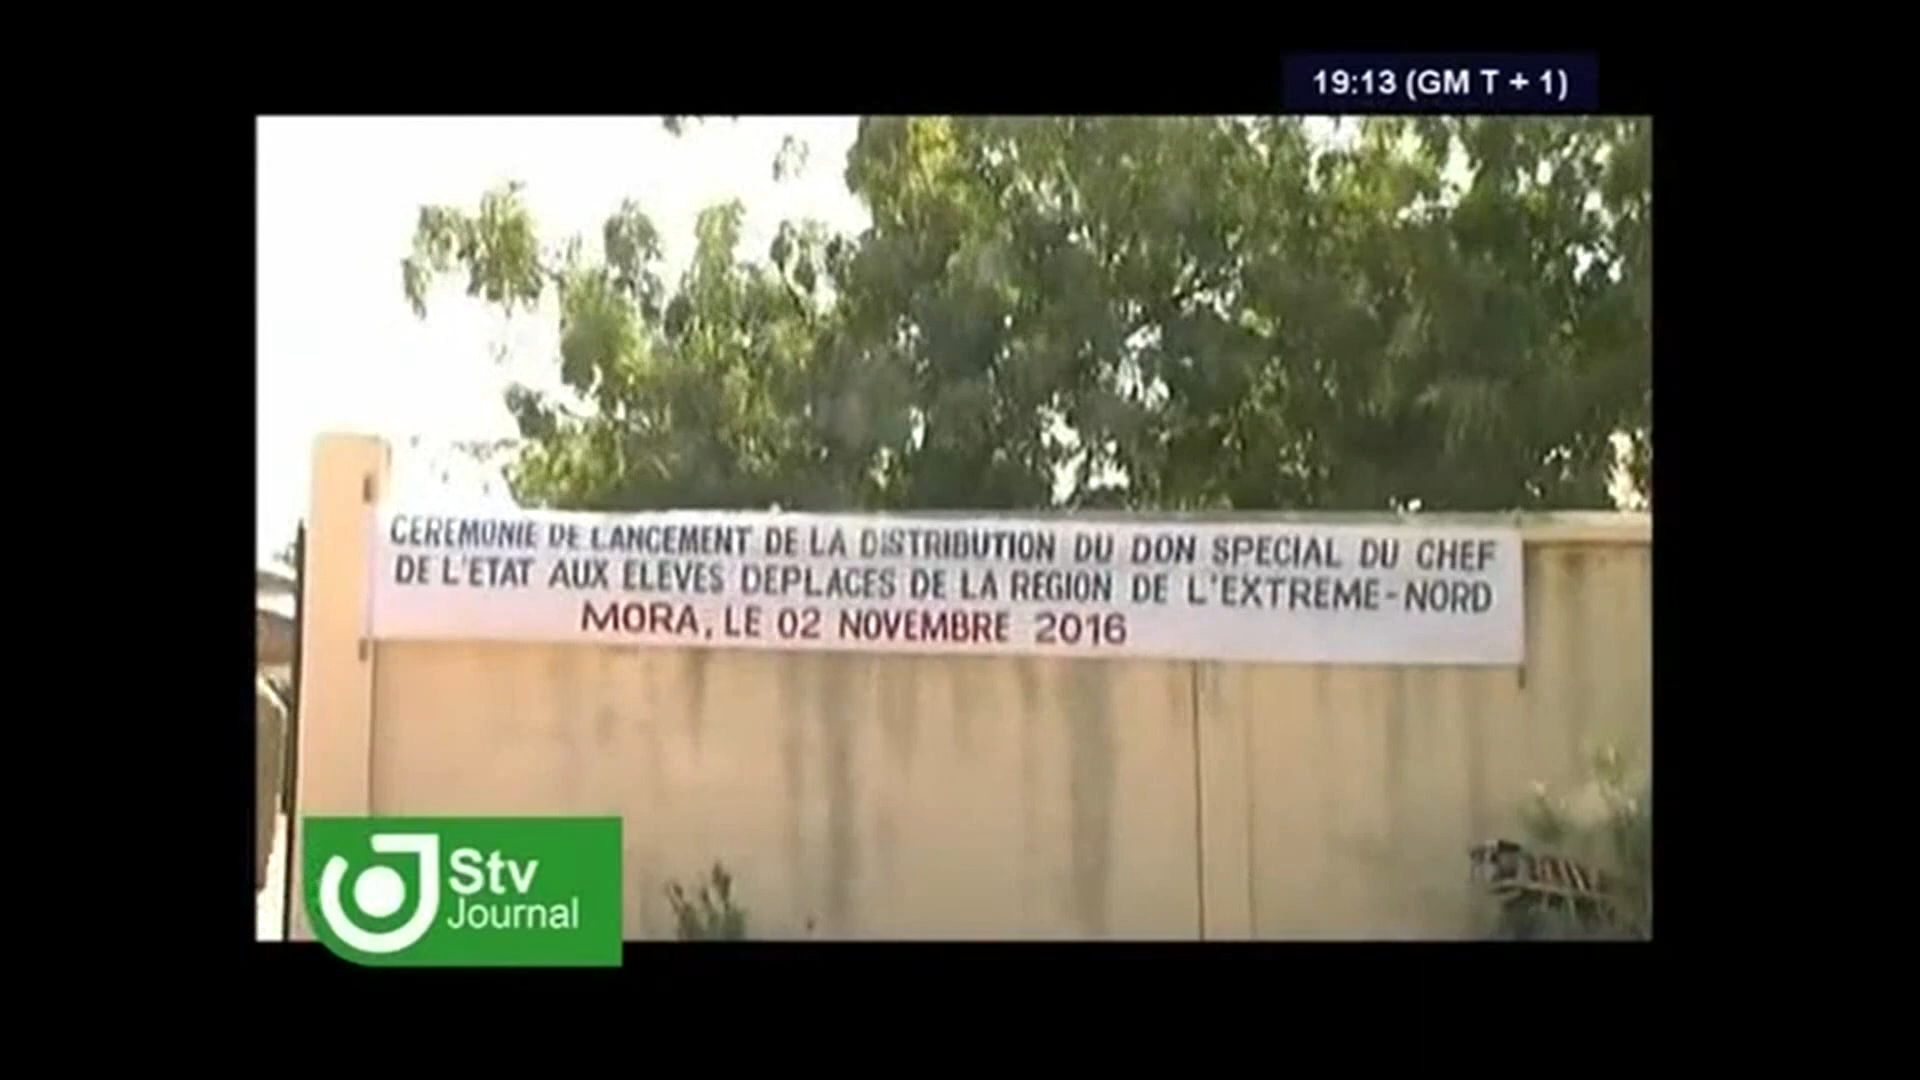 19:13 (GM T + 1)
CEREMONIE DE LANCEMENT DE LA DISTRIBUTION DU DON SPECIAL DU CHEF
DE L'ETAT AUX ELEVES DEPLACES DE LA REGION DE L'EXTREME-NORD
MORA, LE 02 NOVEMBRE 2016
Stv
Journal